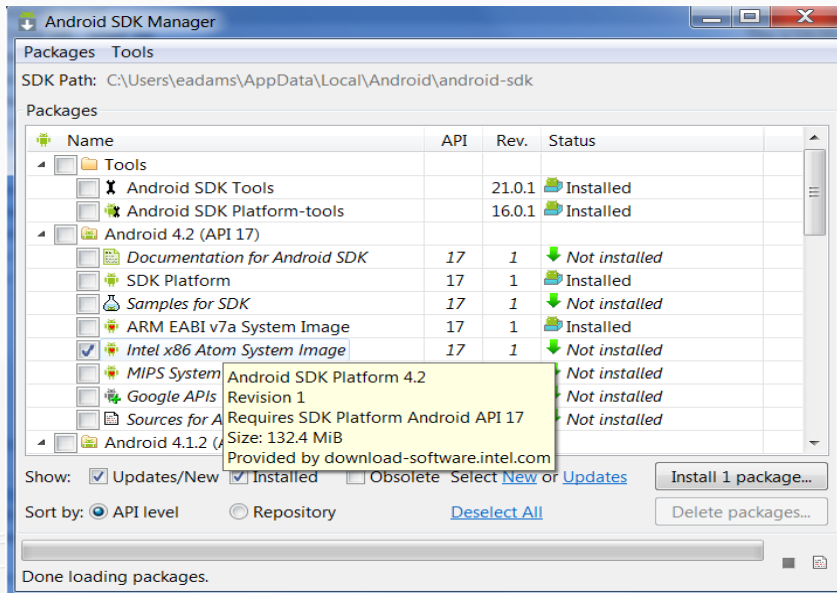 Android SDK Manager
Packages Tools
SDK Path: C:\Users\eadams\AppData\Local\Android\android-sdk
Packages
Name API Rev. Status
Tools
Android SDK Tools 21.0.1 Installed
Android SDK Platform-tools 16.0.1 Installed
Android 4.2 (API 17)
Documentation for Android SDK 17 1 Not installed
SDK Platform 17 1 Installed
Samples for SDK 17 1 Not installed
ARM EABI v7a System Image 17 1 Installed
Intel x86 Atom System Image 17 1 Not installed
MIPS System Not installed
Google APIs Not installed
Sources for A Not installed
Android 4.1.2 (
Android SDK Platform 4.2
Revision 1
Requires SDK Platform Android API 17
Size: 132.4 MiB
Provided by download-software.intel.com
Show: Updates/New Installed Obsolete Select New or Updates Install 1 package...
Sort by: API level Repository Deselect All Delete packages...
Done loading packages.